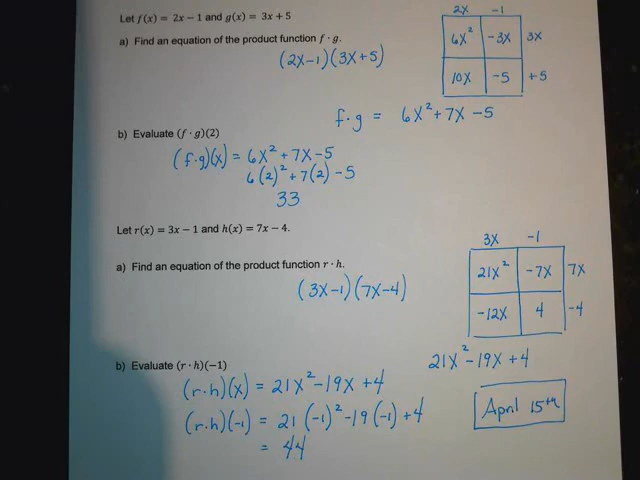 Let f(x) = 2x − 1 and g(x) = 3x + 5
2x −1
a) Find an equation of the product function f · g.
6x² −3x 3x
(2x−1)(3x+5)
10x −5 +5
f·g = 6x² + 7x − 5
b) Evaluate (f · g)(2)
(f·g)(x) = 6x² + 7x − 5
6(2)² + 7(2) − 5
33
Let r(x) = 3x − 1 and h(x) = 7x − 4.
3x −1
a) Find an equation of the product function r · h.
21x² −7x 7x
(3x−1)(7x−4)
−12x 4 −4
21x² − 19x + 4
b) Evaluate (r · h)(−1)
(r·h)(x) = 21x² − 19x + 4
(r·h)(−1) = 21(−1)² − 19(−1) + 4
= 44
April 15th